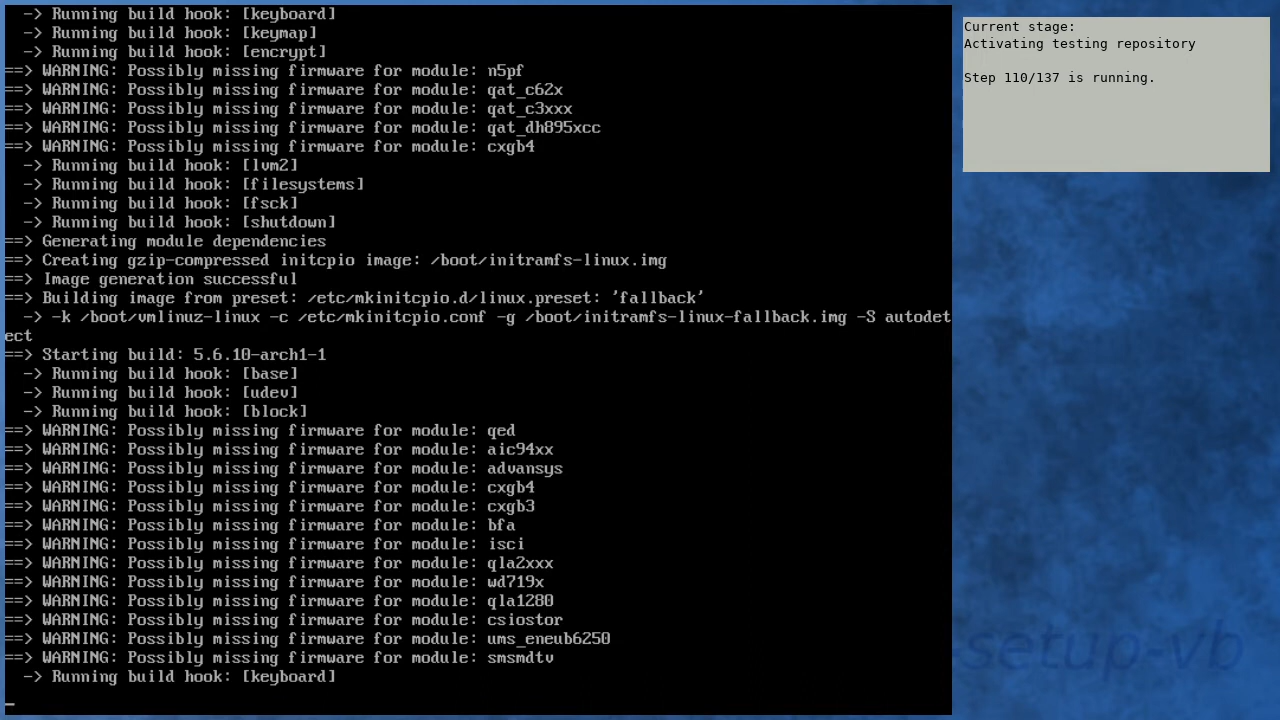 -> Running build hook: [keyboard]
  -> Running build hook: [keymap]
  -> Running build hook: [encrypt]
==> WARNING: Possibly missing firmware for module: n5pf
==> WARNING: Possibly missing firmware for module: qat_c62x
==> WARNING: Possibly missing firmware for module: qat_c3xxx
==> WARNING: Possibly missing firmware for module: qat_dh895xcc
==> WARNING: Possibly missing firmware for module: cxgb4
  -> Running build hook: [lvm2]
  -> Running build hook: [filesystems]
  -> Running build hook: [fsck]
  -> Running build hook: [shutdown]
==> Generating module dependencies
==> Creating gzip-compressed initcpio image: /boot/initramfs-linux.img
==> Image generation successful
==> Building image from preset: /etc/mkinitcpio.d/linux.preset: 'fallback'
  -> -k /boot/vmlinuz-linux -c /etc/mkinitcpio.conf -g /boot/initramfs-linux-fallback.img -S autodet
ect
==> Starting build: 5.6.10-arch1-1
  -> Running build hook: [base]
  -> Running build hook: [udev]
  -> Running build hook: [block]
==> WARNING: Possibly missing firmware for module: qed
==> WARNING: Possibly missing firmware for module: aic94xx
==> WARNING: Possibly missing firmware for module: advansys
==> WARNING: Possibly missing firmware for module: cxgb4
==> WARNING: Possibly missing firmware for module: cxgb3
==> WARNING: Possibly missing firmware for module: bfa
==> WARNING: Possibly missing firmware for module: isci
==> WARNING: Possibly missing firmware for module: qla2xxx
==> WARNING: Possibly missing firmware for module: wd719x
==> WARNING: Possibly missing firmware for module: qla1280
==> WARNING: Possibly missing firmware for module: csiostor
==> WARNING: Possibly missing firmware for module: ums_eneub6250
==> WARNING: Possibly missing firmware for module: smsmdtv
  -> Running build hook: [keyboard]
Current stage:
Activating testing repository
Step 110/137 is running.
setup-vb